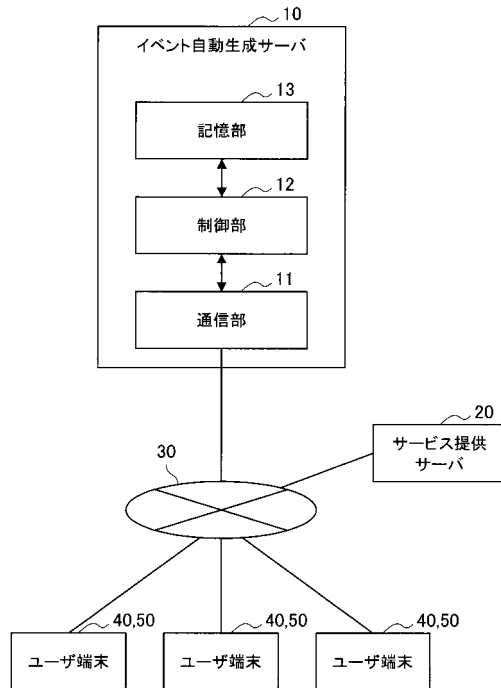 10
イベント自動生成サーバ
13
記憶部
12
制御部
11
通信部
20
サービス提供
サーバ
30
40,50
40,50
40,50
ユーザ端末
ユーザ端末
ユーザ端末